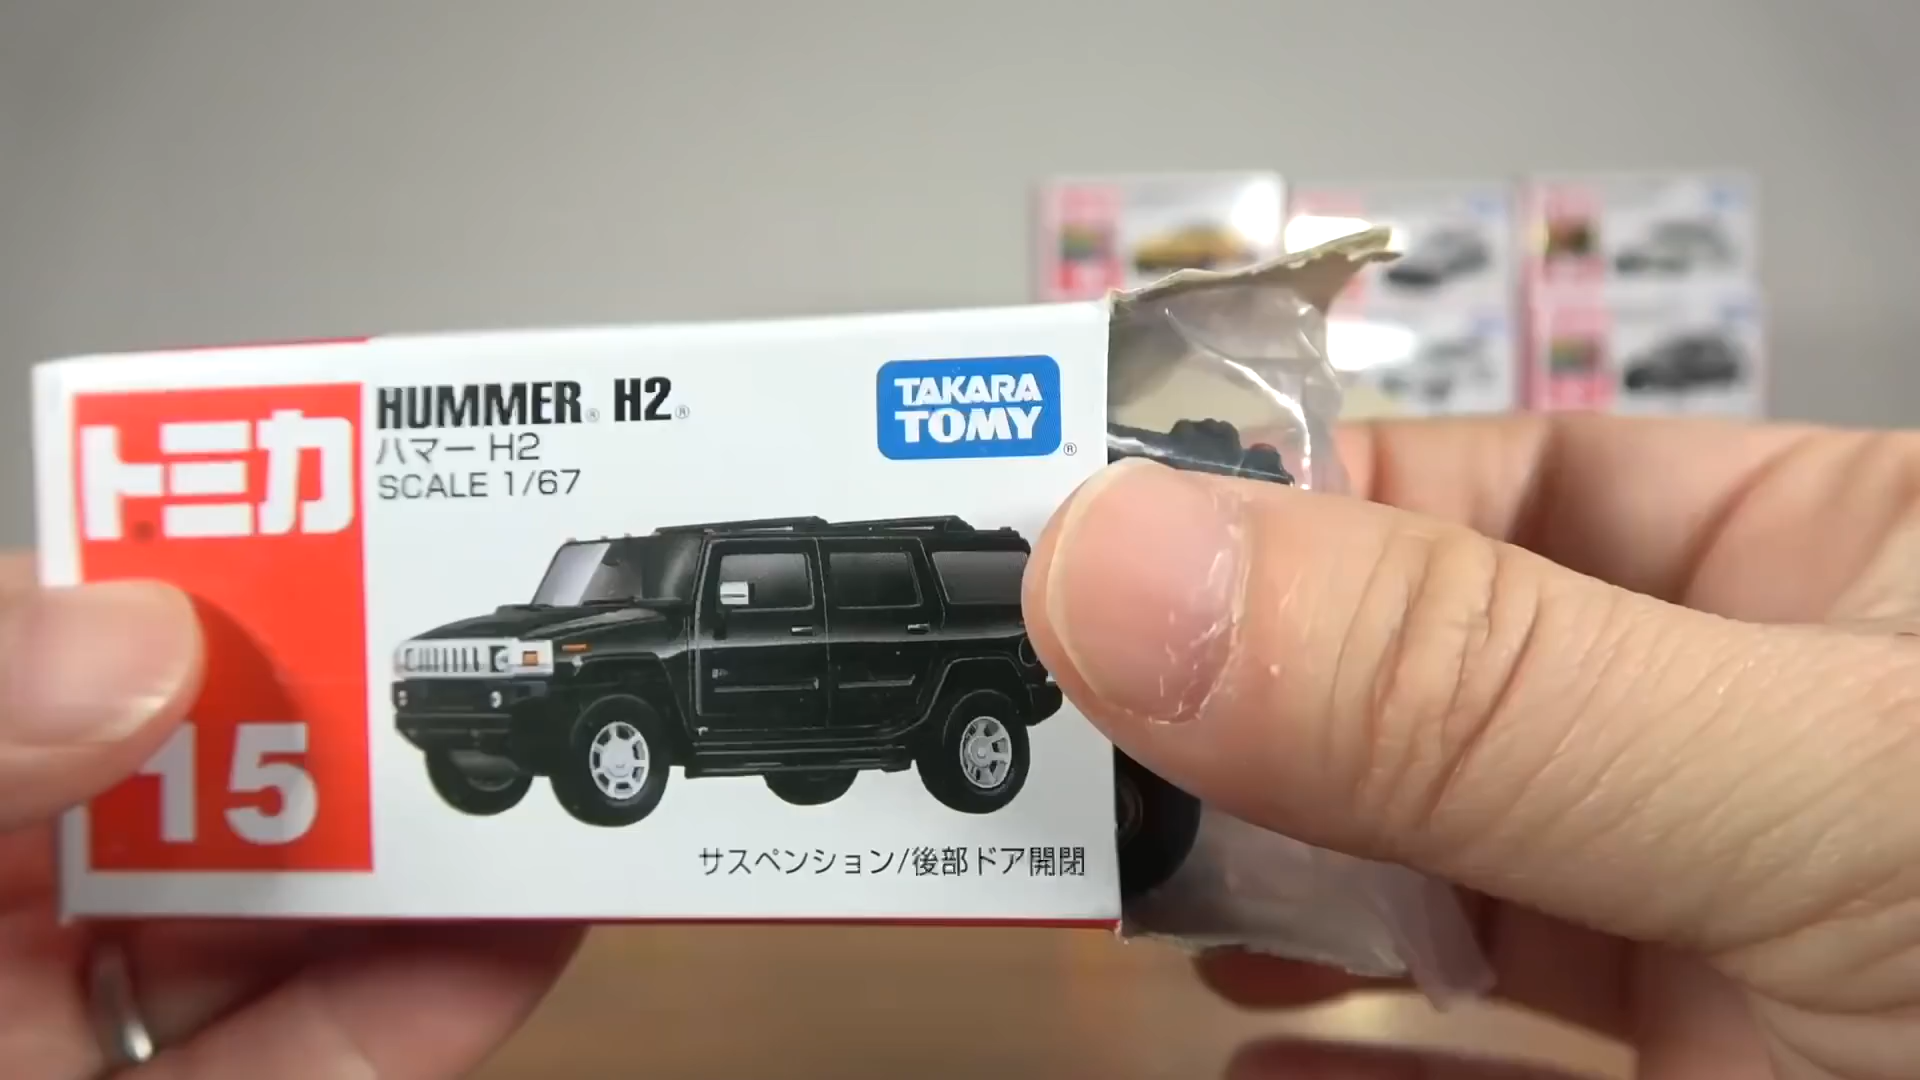 トミカ
15
HUMMER® H2®
ハマー H2
SCALE 1/67
TAKARA
TOMY®
サスペンション/後部ドア開閉